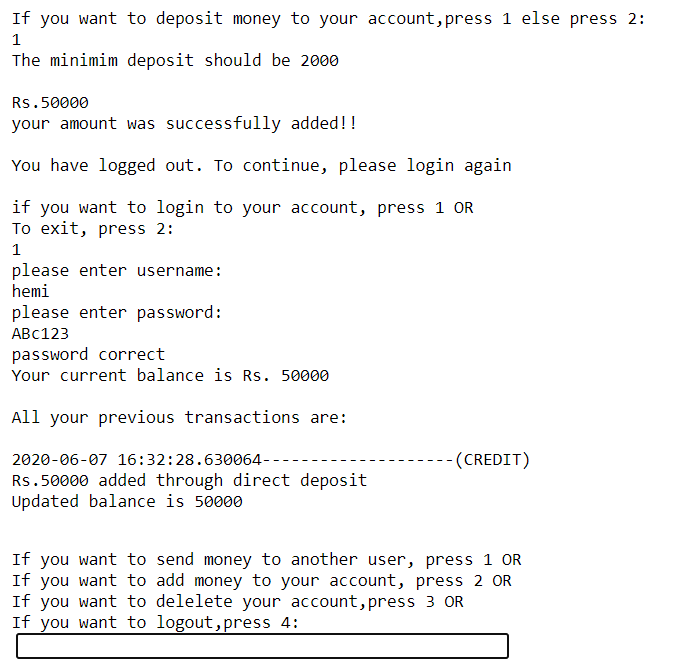 If you want to deposit money to your account,press 1 else press 2:
1
The minimim deposit should be 2000
Rs.50000
your amount was successfully added!!
You have logged out. To continue, please login again
if you want to login to your account, press 1 OR
To exit, press 2:
1
please enter username:
hemi
please enter password:
ABc123
password correct
Your current balance is Rs. 50000
All your previous transactions are:
2020-06-07 16:32:28.630064--------------------(CREDIT)
Rs.50000 added through direct deposit
Updated balance is 50000
If you want to send money to another user, press 1 OR
If you want to add money to your account, press 2 OR
If you want to delelete your account,press 3 OR
If you want to logout,press 4: